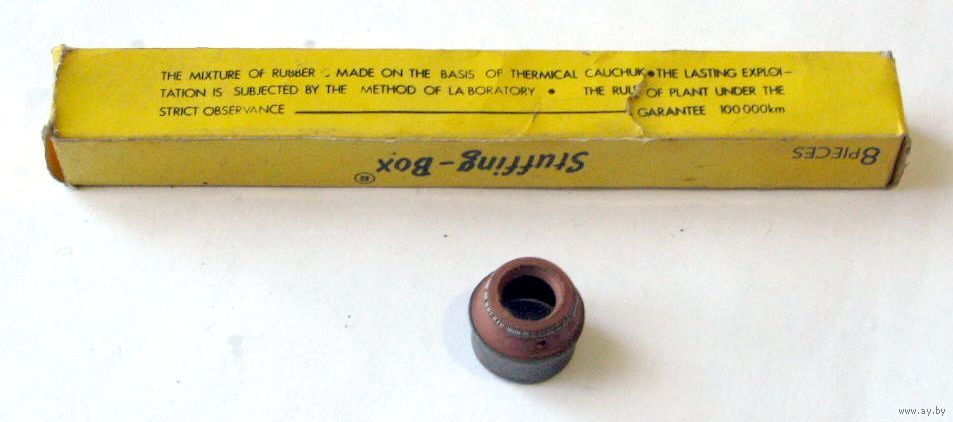 THE MIXTURE OF RUBBER MADE ON THE BASIS OF THERMICAL CAUCHUK • THE LASTING EXPLOI-
TATION IS SUBJECTED BY THE METHOD OF LABORATORY • THE RULE OF PLANT UNDER THE
STRICT OBSERVANCE GARANTEE 100 000km
8 PIECES
Stuffing-Box®
www.ay.by